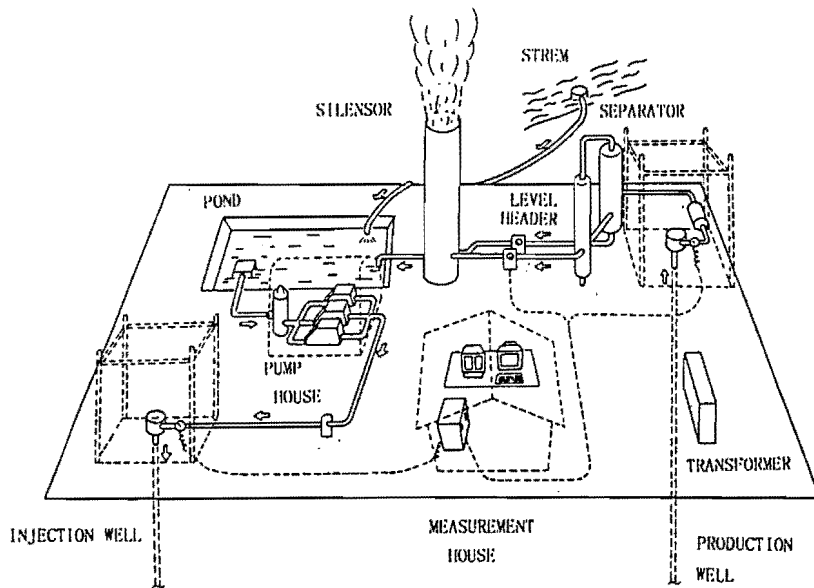 STREM
SILENSOR
SEPARATOR
POND
LEVEL
HEADER
PUMP
HOUSE
TRANSFORMER
INJECTION WELL
MEASUREMENT
HOUSE
PRODUCTION
WELL